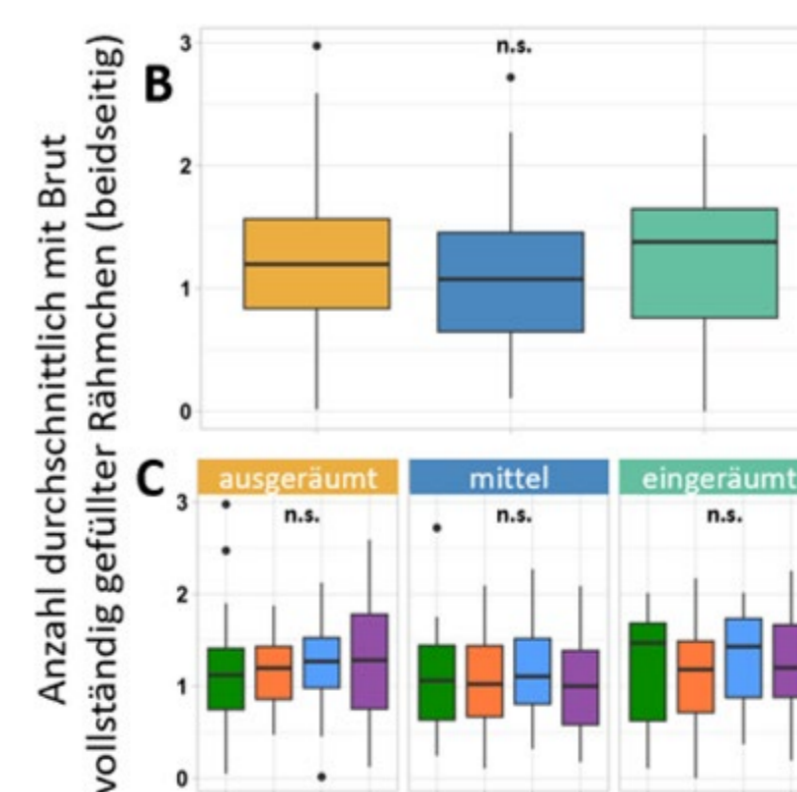 Anzahl durchschnittlich mit Brut
vollständig gefüllter Rähmchen (beidseitig)
B
3
2
1
0
n.s.
C
ausgeräumt
mittel
eingeräumt
3
2
1
0
n.s.
n.s.
n.s.